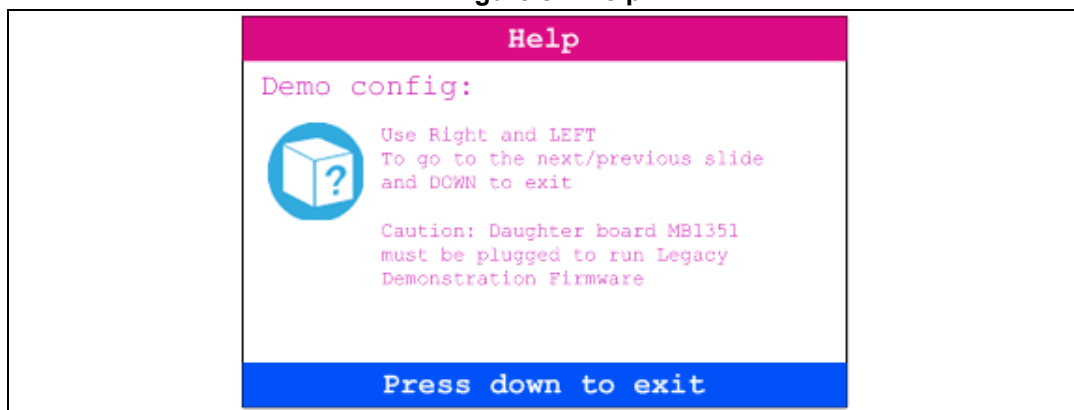 Help
Demo config:
Use Right and LEFT
To go to the next/previous slide
and DOWN to exit
?
Caution: Daughter board MB1351
must be plugged to run Legacy
Demonstration Firmware
Press down to exit